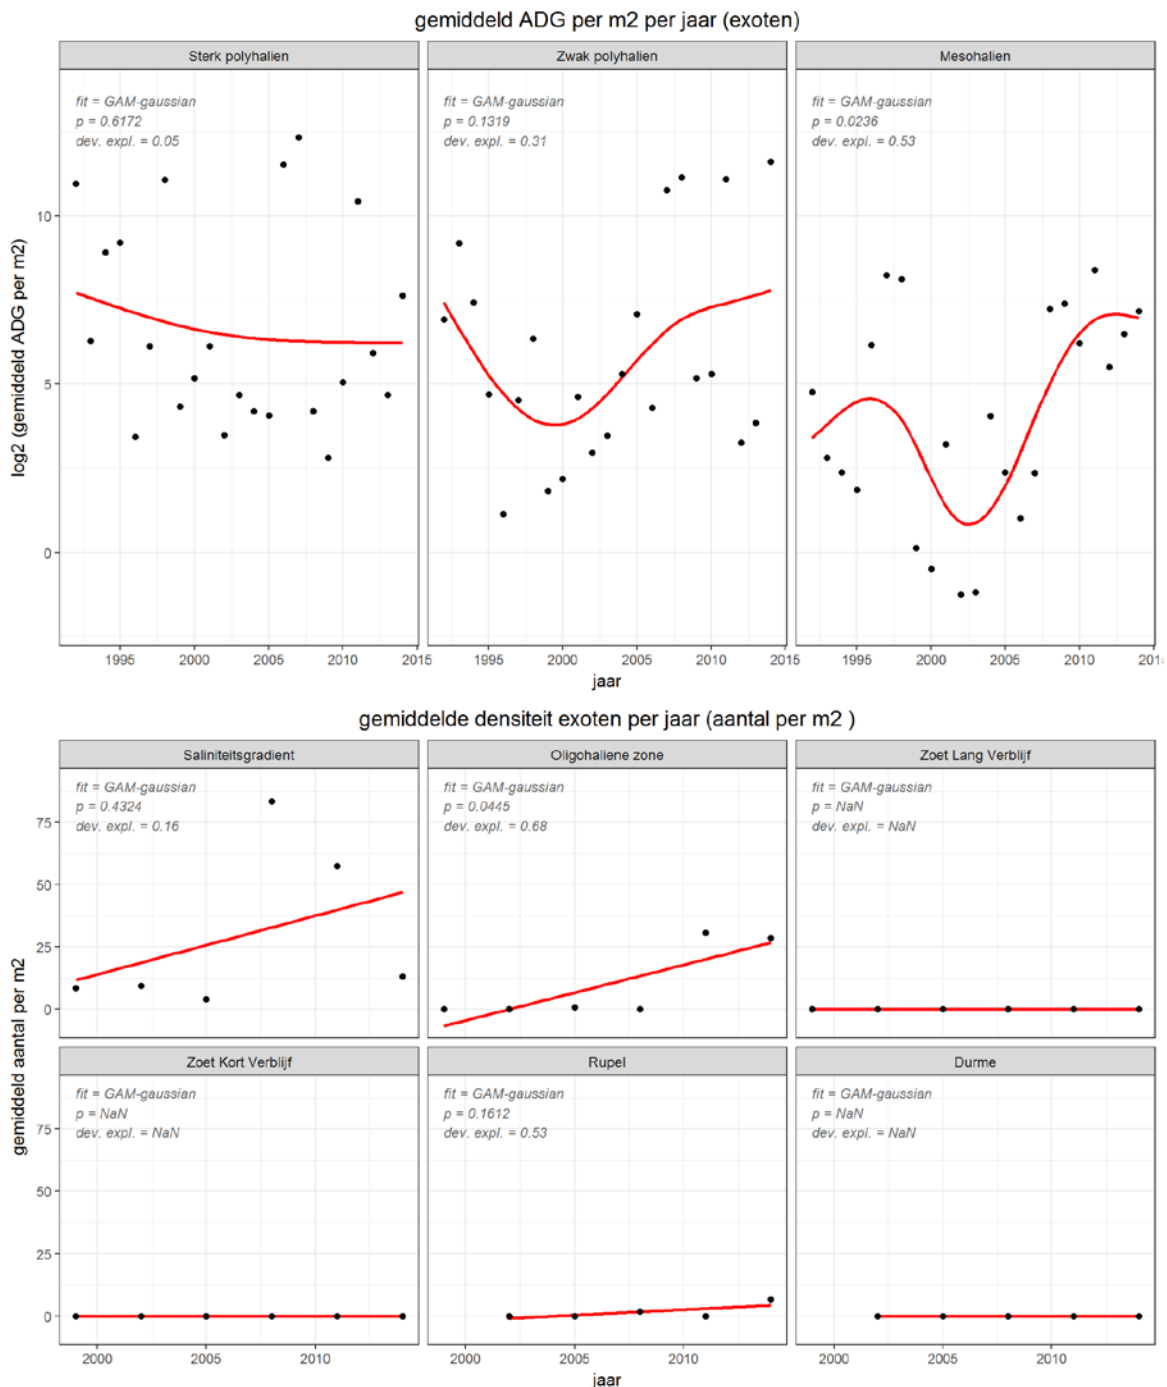 gemiddeld ADG per m2 per jaar (exoten)
Sterk polyhalien
Zwak polyhalien
Mesohalien
fit = GAM-gaussian
p = 0.6172
dev. expl. = 0.05
fit = GAM-gaussian
p = 0.1319
dev. expl. = 0.31
fit = GAM-gaussian
p = 0.0236
dev. expl. = 0.53
log2 (gemiddeld ADG per m2)
10
5
0
1995 2000 2005 2010 2015
1995 2000 2005 2010 2015
1995 2000 2005 2010 201
jaar
gemiddelde densiteit exoten per jaar (aantal per m2 )
Saliniteitsgradient
Oligohaliene zone
Zoet Lang Verblijf
fit = GAM-gaussian
p = 0.4324
dev. expl. = 0.16
fit = GAM-gaussian
p = 0.0445
dev. expl. = 0.68
fit = GAM-gaussian
p = NaN
dev. expl. = NaN
75
50
25
0
gemiddeld aantal per m2
Zoet Kort Verblijf
Rupel
Durme
fit = GAM-gaussian
p = NaN
dev. expl. = NaN
fit = GAM-gaussian
p = 0.1612
dev. expl. = 0.53
fit = GAM-gaussian
p = NaN
dev. expl. = NaN
75
50
25
0
2000 2005 2010
2000 2005 2010
2000 2005 2010
jaar